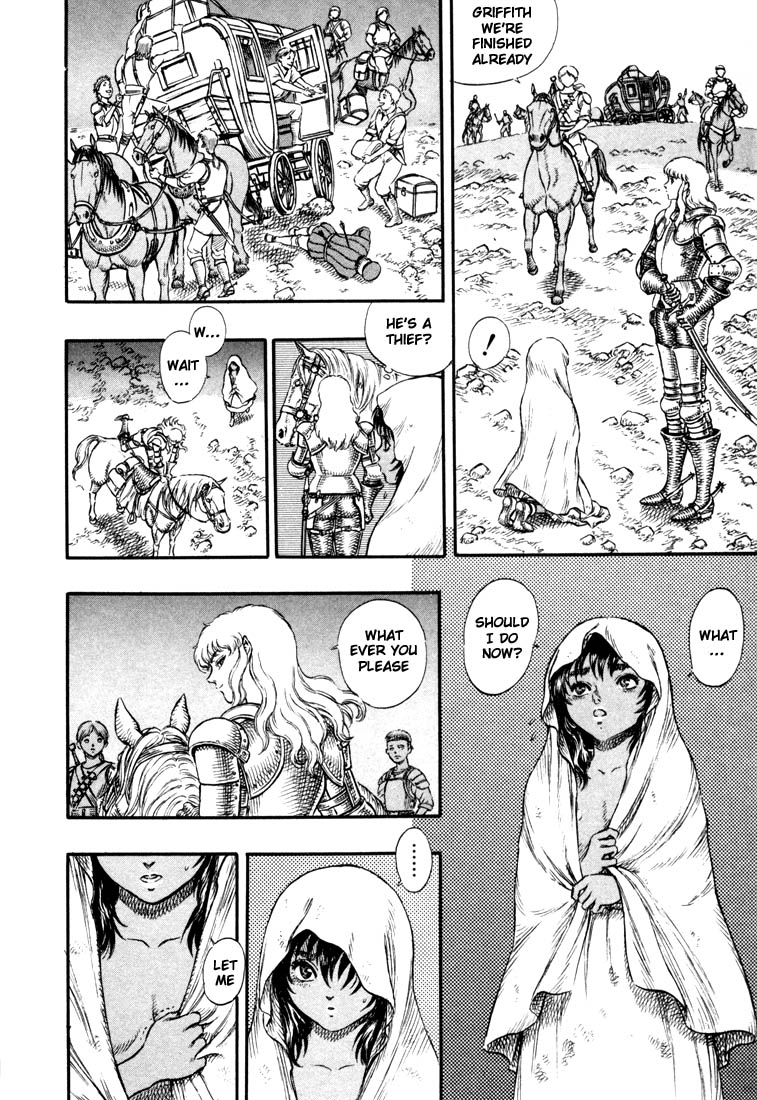 GRIFFITH
WE'RE
FINISHED
ALREADY
!
HE'S A
THIEF?
W...
WAIT
...
WHAT
...
SHOULD
I DO
NOW?
WHAT
EVER YOU
PLEASE
......
LET
ME